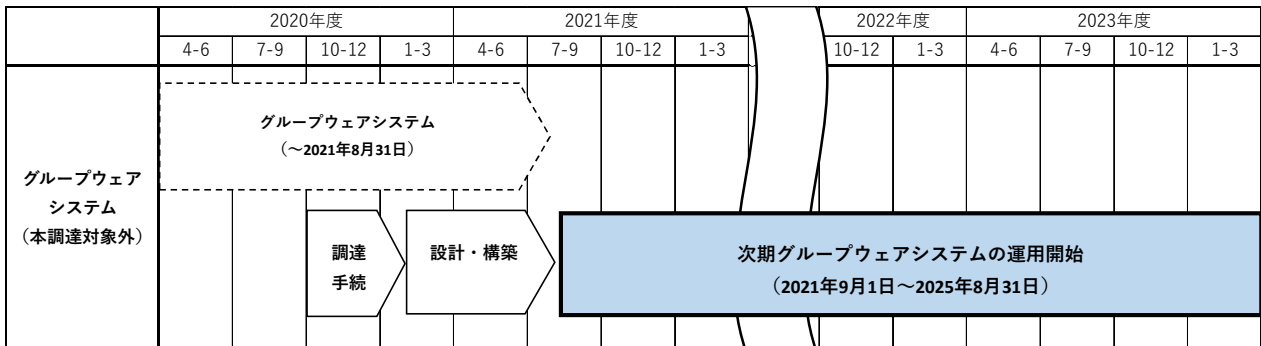 2020年度 2021年度 2022年度 2023年度
4-6 7-9 10-12 1-3 4-6 7-9 10-12 1-3 10-12 1-3 4-6 7-9 10-12 1-3
グループウェア
システム
（本調達対象外）
グループウェアシステム
（～2021年8月31日）
調達
手続
設計・構築
次期グループウェアシステムの運用開始
（2021年9月1日～2025年8月31日）